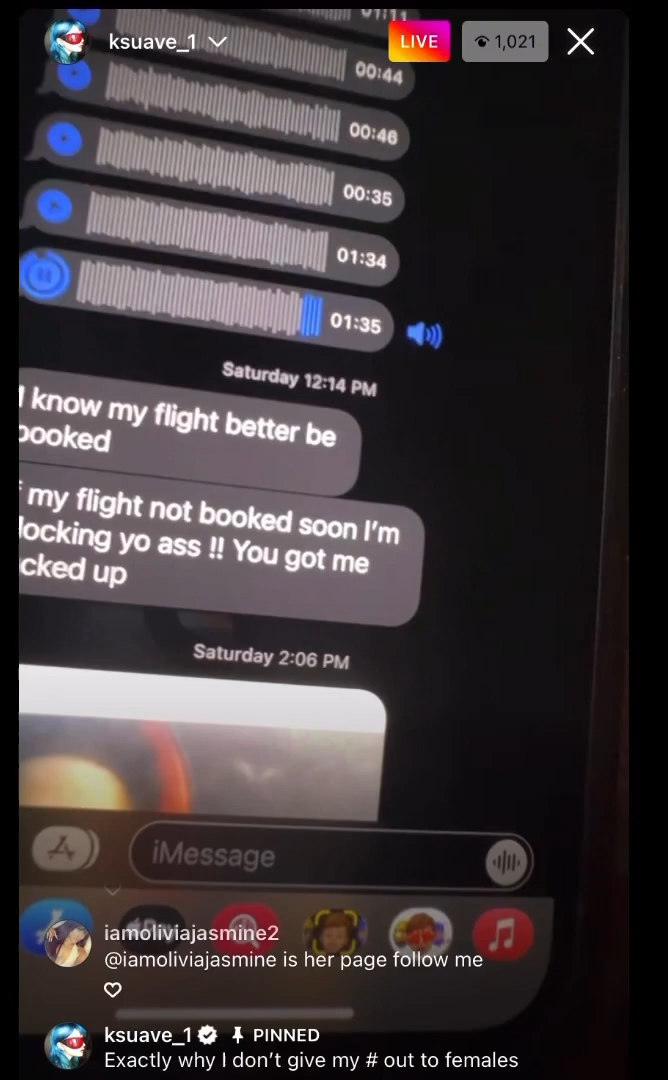 ksuave_1
LIVE
1,021
01:11
00:44
00:46
00:35
01:34
01:35
Saturday 12:14 PM
I know my flight better be
booked
my flight not booked soon I'm
locking yo ass !! You got me
cked up
Saturday 2:06 PM
iMessage
iamoliviajasmine2
@iamoliviajasmine is her page follow me
♡
ksuave_1 PINNED
Exactly why I don't give my # out to females